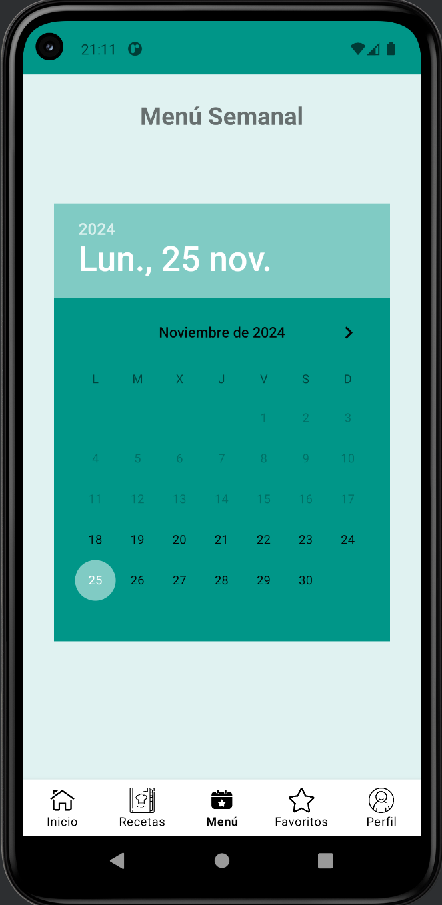 21:11
Menú Semanal
2024
Lun., 25 nov.
Noviembre de 2024
L M X J V S D
1 2 3
4 5 6 7 8 9 10
11 12 13 14 15 16 17
18 19 20 21 22 23 24
25 26 27 28 29 30
Inicio Recetas Menú Favoritos Perfil